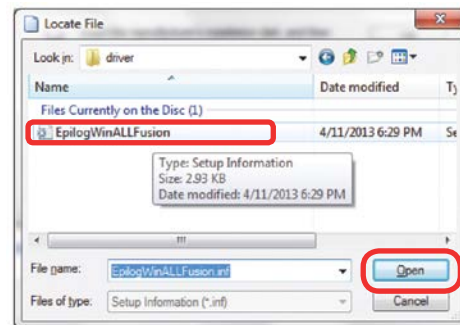 Locate File
Look in: driver
Name Date modified Ty
Files Currently on the Disc (1)
EpilogWinALLFusion 4/11/2013 6:29 PM Se
Type: Setup Information
Size: 2.93 KB
Date modified: 4/11/2013 6:29 PM
File name: EpilogWinALLFusion.inf Open
Files of type: Setup Information (*.inf) Cancel